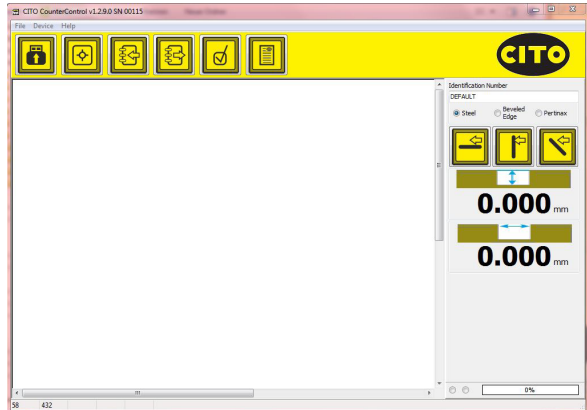 CITO CounterControl v1.2.9.0 SN 00115
File Device Help
CITO
Identification Number
DEFAULT
Steel
Beveled Edge
Pertinax
0.000 mm
0.000 mm
0%
58 432